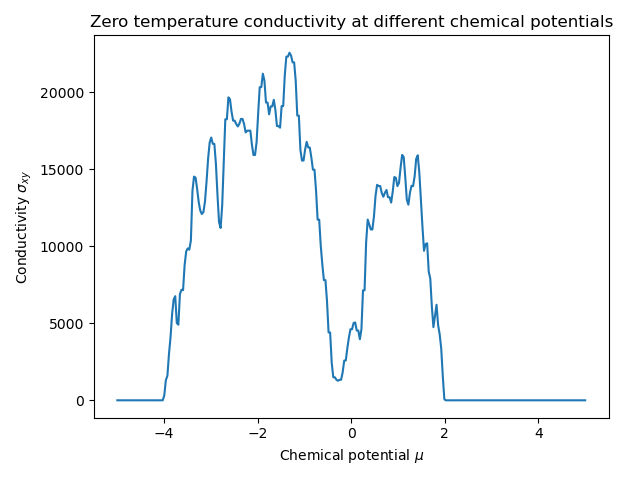 Zero temperature conductivity at different chemical potentials
20000
15000
10000
5000
0
Conductivity σxy
−4 −2 0 2 4
Chemical potential μ